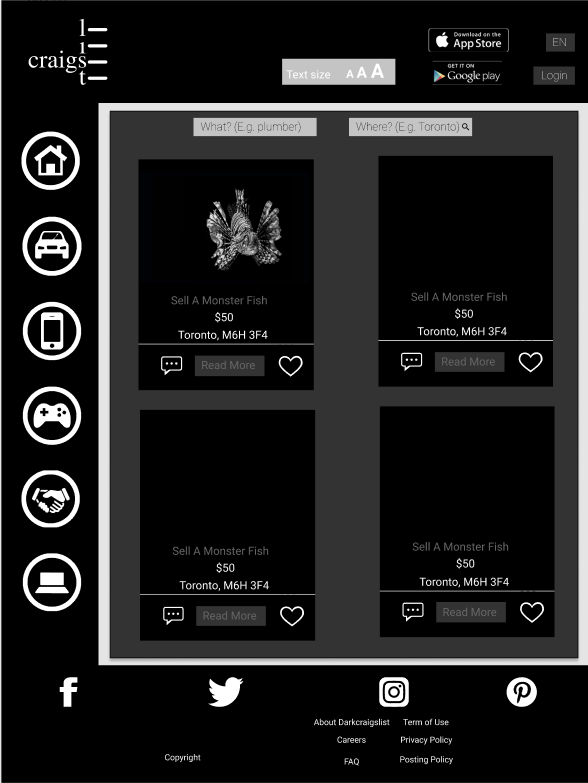 craigslist
Download on the
App Store
EN
Text size A A A
GET IT ON
Google play
Login
What? (E.g. plumber)
Where? (E.g. Toronto)
Sell A Monster Fish
$50
Toronto, M6H 3F4
Read More
Sell A Monster Fish
$50
Toronto, M6H 3F4
Read More
Sell A Monster Fish
$50
Toronto, M6H 3F4
Read More
Sell A Monster Fish
$50
Toronto, M6H 3F4
Read More
About Darkcraigslist
Term of Use
Careers
Privacy Policy
Copyright
FAQ
Posting Policy